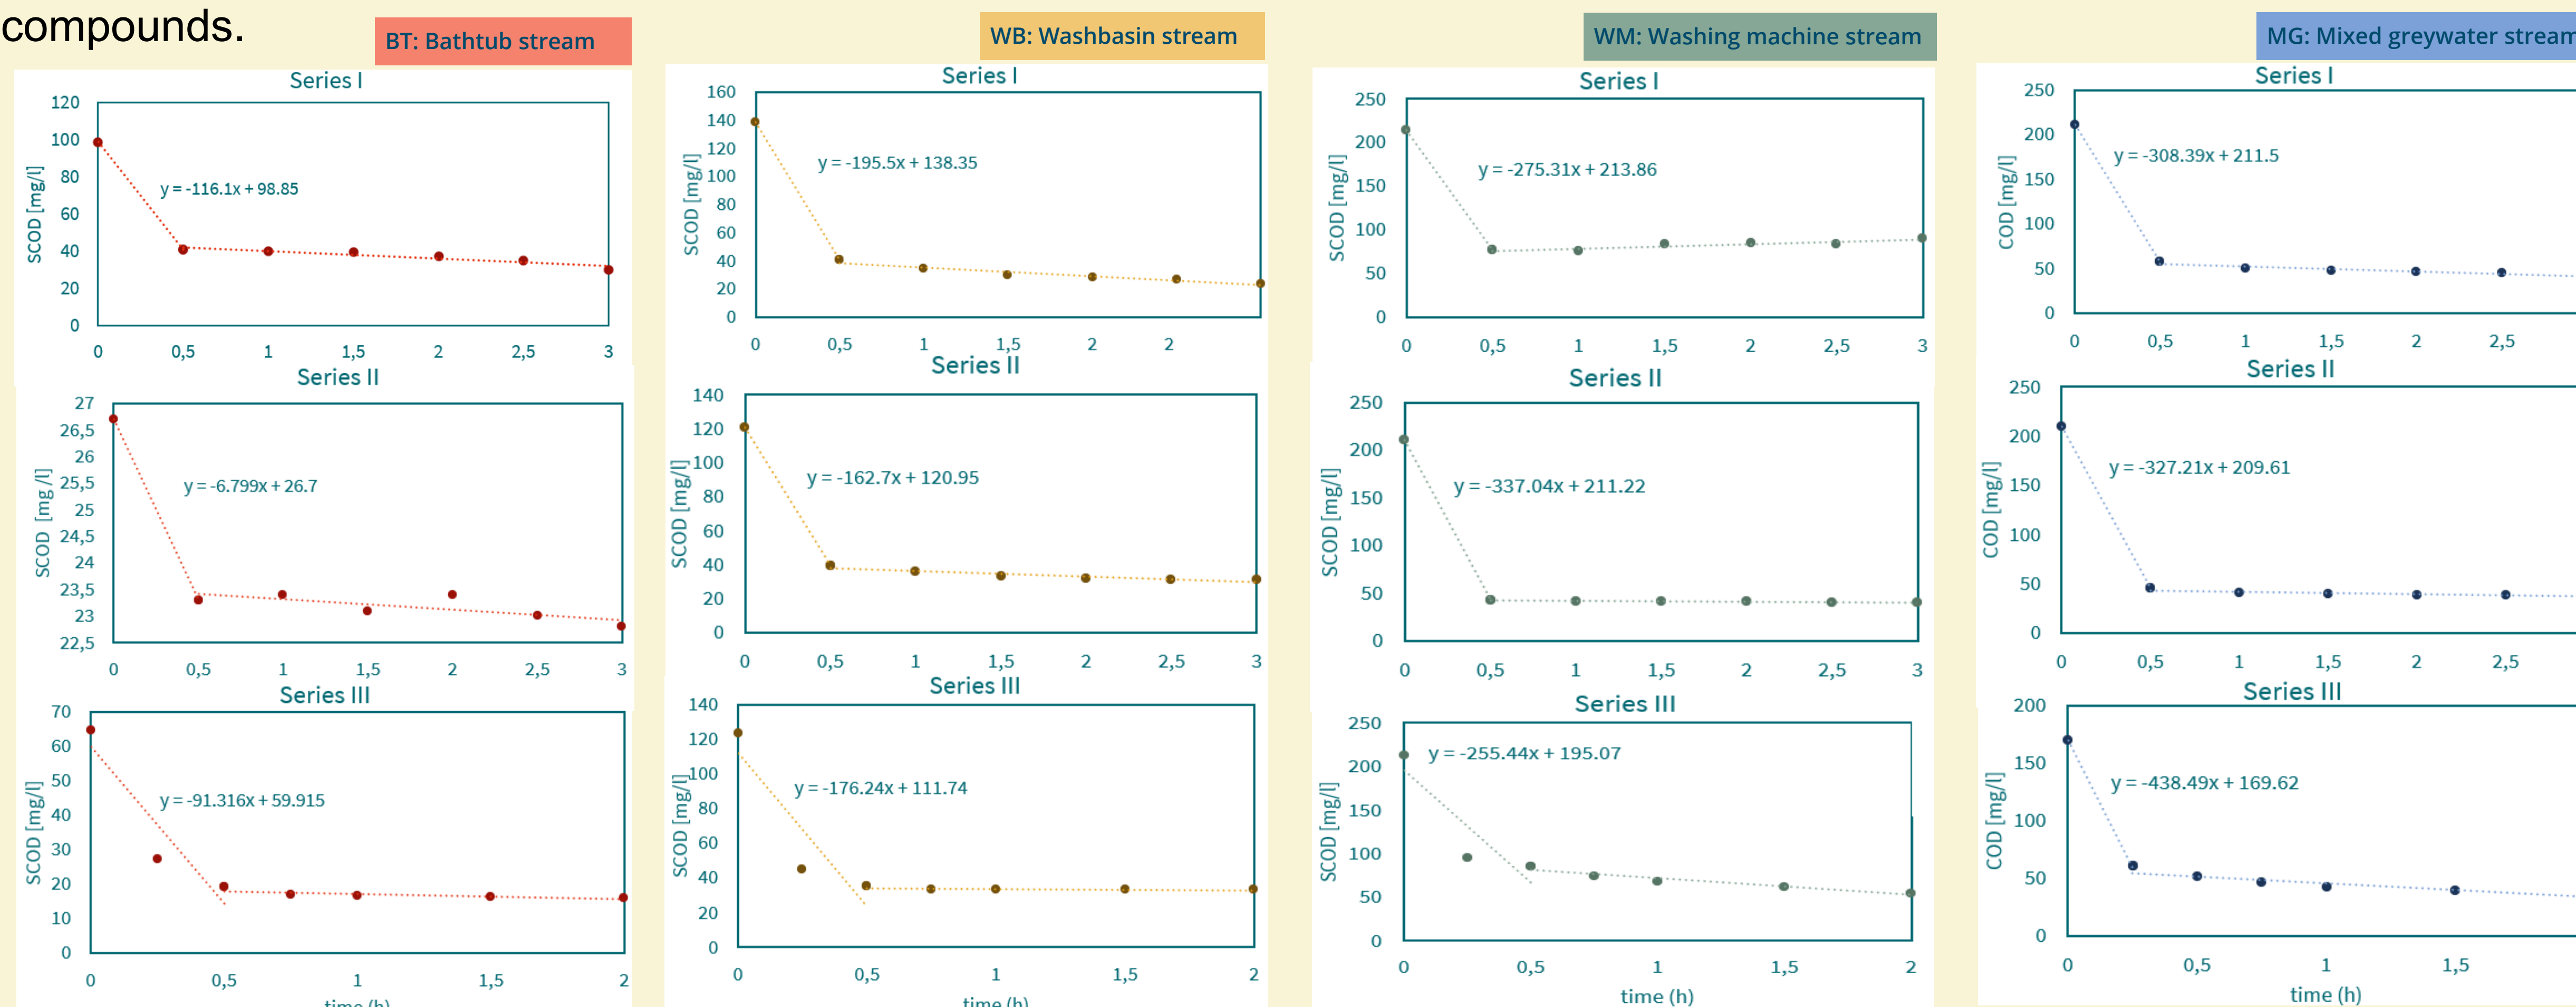 compounds.
BT: Bathtub stream
Series I
SCOD [mg/l]
120
100
80
60
40
20
0
y = -116.1x + 98.85
0 0,5 1 1,5 2 2,5 3
Series II
SCOD [mg /l]
27
26,5
26
25,5
25
24,5
24
23,5
23
22,5
y = -6.799x + 26.7
0 0,5 1 1,5 2 2,5 3
Series III
SCOD [mg/l]
70
60
50
40
30
20
10
0
y = -91.316x + 59.915
0 0,5 1 1,5 2
time (h)
WB: Washbasin stream
Series I
SCOD [mg/l]
160
140
120
100
80
60
40
20
0
y = -195.5x + 138.35
0 0,5 1 1,5 2 2
Series II
SCOD [mg/l]
140
120
100
80
60
40
20
0
y = -162.7x + 120.95
0 0,5 1 1,5 2 2,5 3
Series III
SCOD [mg/l]
140
120
100
80
60
40
20
0
y = -176.24x + 111.74
0 0,5 1 1,5 2
time (h)
WM: Washing machine stream
Series I
SCOD [mg/l]
250
200
150
100
50
0
y = -275.31x + 213.86
0 0,5 1 1,5 2 2,5 3
Series II
SCOD [mg/l]
250
200
150
100
50
0
y = -337.04x + 211.22
0 0,5 1 1,5 2 2,5 3
Series III
SCOD [mg/l]
250
200
150
100
50
0
y = -255.44x + 195.07
0 0,5 1 1,5 2
time (h)
MG: Mixed greywater stream
Series I
COD [mg/l]
250
200
150
100
50
0
y = -308.39x + 211.5
0 0,5 1 1,5 2 2,5
Series II
COD [mg/l]
250
200
150
100
50
0
y = -327.21x + 209.61
0 0,5 1 1,5 2 2,5
Series III
COD [mg/l]
200
150
100
50
0
y = -438.49x + 169.62
0 0,5 1 1,5
time (h)